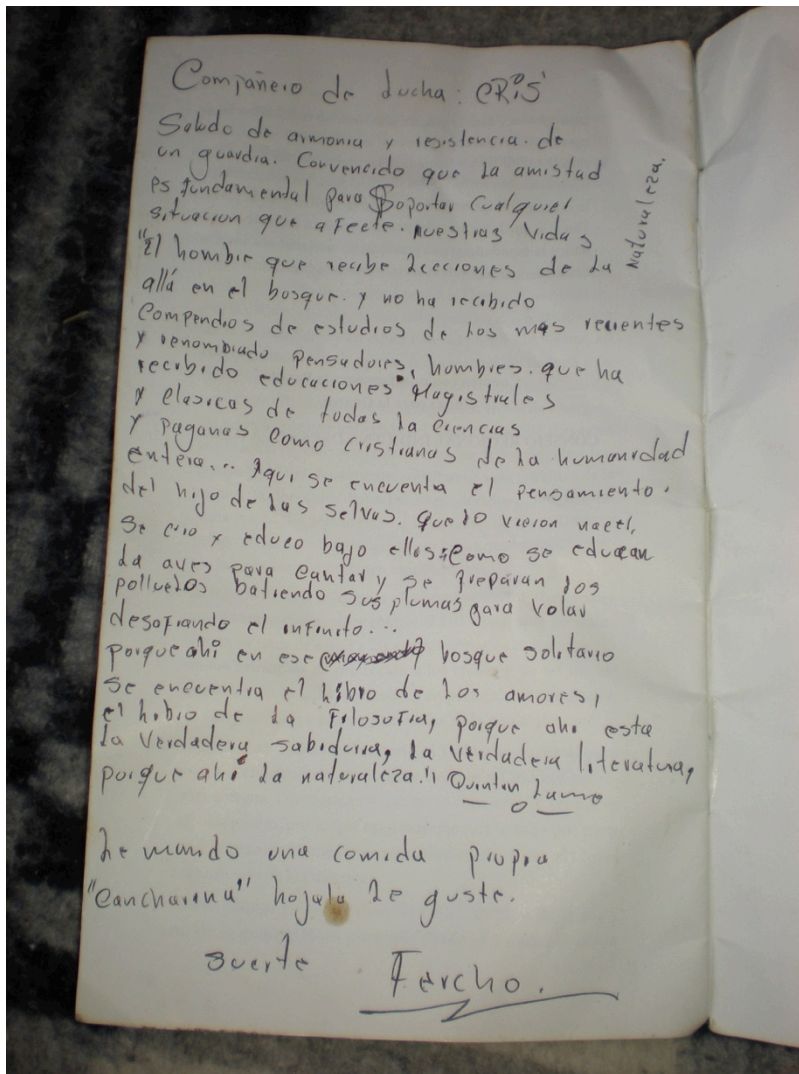 Compañero de ducha: CRIS
Saludo de armonia y resistencia. de
un guardia. Convencido que La amistad
es fundamental para Soportar Cualquier
situacion que afecte. nuestras Vidas
"El hombre que recibe Lecciones de La Naturaleza.
allá en el bosque. y no ha recibido
Compendios de estudios de Los mas recientes
y renombrado pensadores, hombres. que ha
recibido educaciones Magistrales
y Clasicas de todas La Ciencias
y paganas como cristianas de La humanidad
entera... Aqui se encuentra el pensamiento.
del hijo de Las selvas. que Lo vieron nacer,
se crio y educo bajo ellas; Como se educan
La aves para Cantar y se Preparan Los
polluelos batiendo sus plumas para volar
desafiando el infinito...
porque ahi en ese bosque solitario
se encuentra el Libro de Los amores,
el Libro de La Filosofia, porque ahi esta
La Verdadera sabiduria, La Verdadera literatura,
porque ahi La naturaleza." Quintin Lame
Le mando una comida propia
"Cancharina" hojala Le guste.
suerte Fercho.